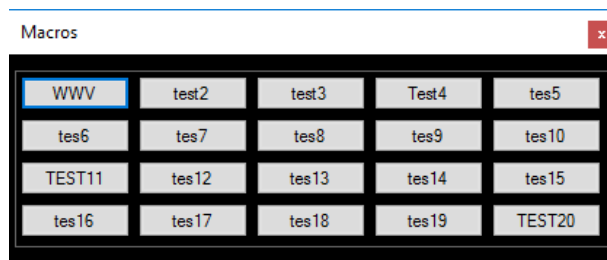 Macros x
WWV test2 test3 Test4 tes5
tes6 tes7 tes8 tes9 tes10
TEST11 tes12 tes13 tes14 tes15
tes16 tes17 tes18 tes19 TEST20